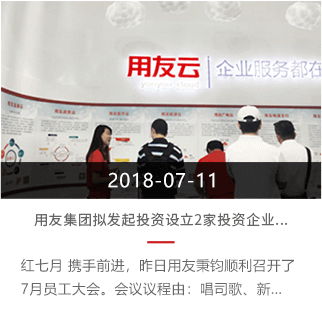 用友云 企业服务都在
2018-07-11
用友集团拟发起投资设立2家投资企业...
红七月 携手前进，昨日用友秉钧顺利召开了
7月员工大会。会议议程由：唱司歌、新...